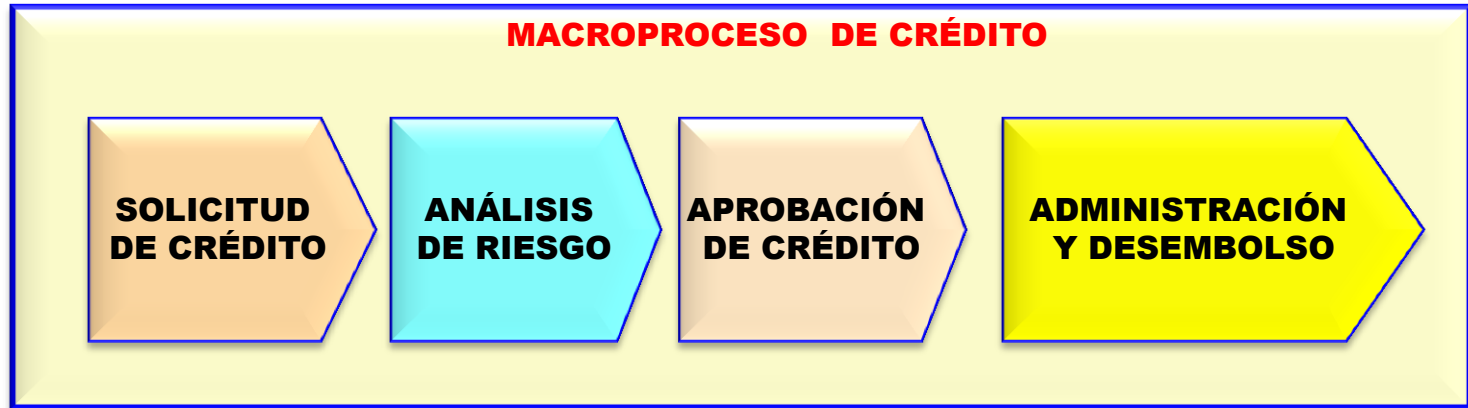 MACROPROCESO DE CRÉDITO
SOLICITUD
DE CRÉDITO
ANÁLISIS
DE RIESGO
APROBACIÓN
DE CRÉDITO
ADMINISTRACIÓN
Y DESEMBOLSO